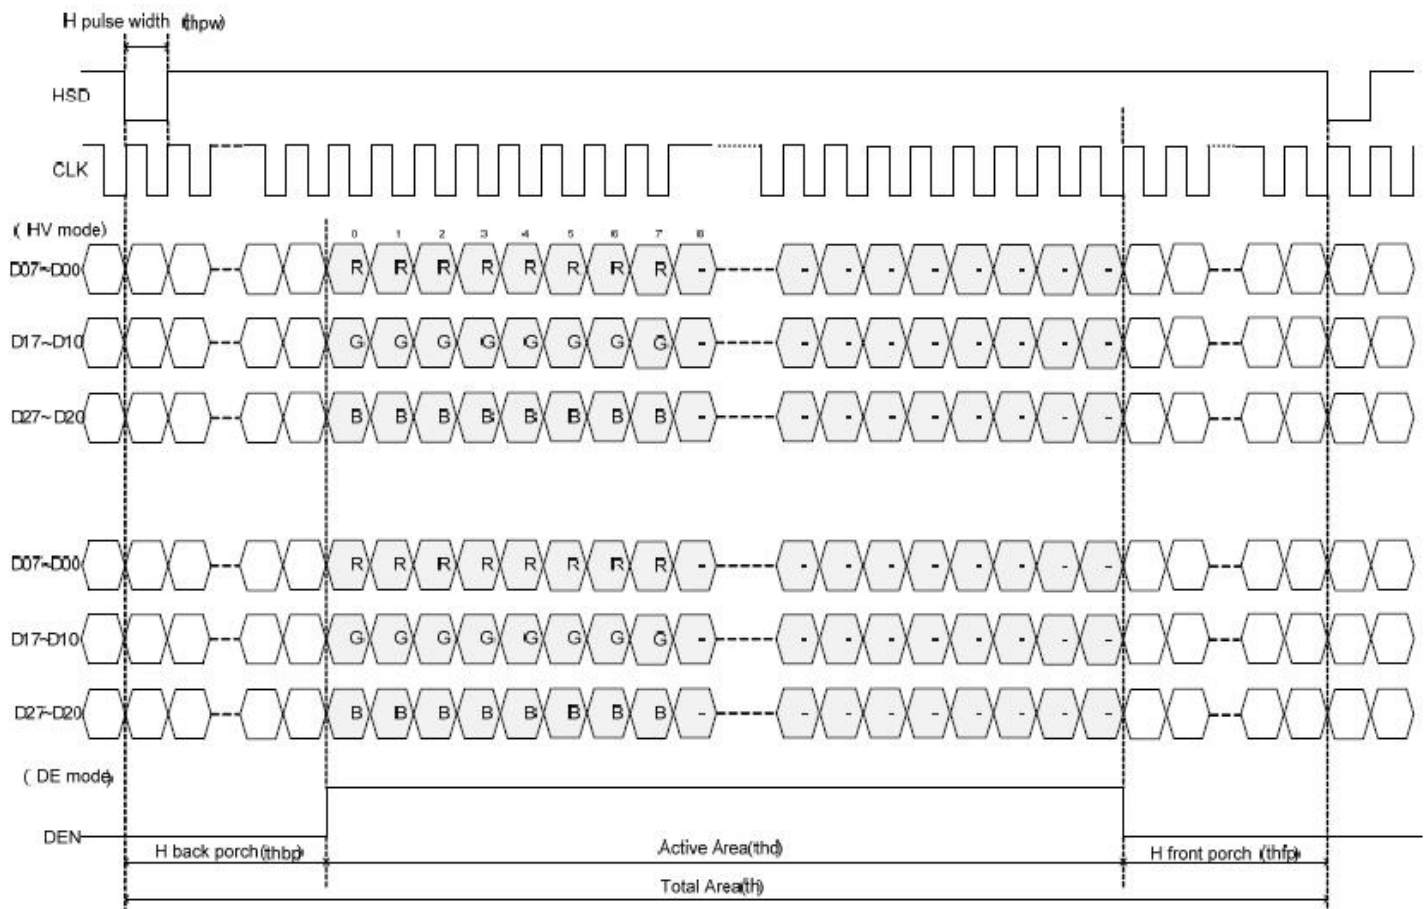 H pulse width (thpw)
HSD
CLK
( HV mode)
0 1 2 3 4 5 6 7 8
D07~D00 R R R R R R R R - - - - - - - - -
D17~D10 G G G G G G G G - - - - - - - - -
D27~D20 B B B B B B B B - - - - - - - - -
D07~D00 R R R R R R R R - - - - - - - - -
D17~D10 G G G G G G G G - - - - - - - - -
D27~D20 B B B B B B B B - - - - - - - - -
( DE mode)
DEN
H back porch(thbp) Active Area(thd) H front porch (thfp)
Total Area(th)